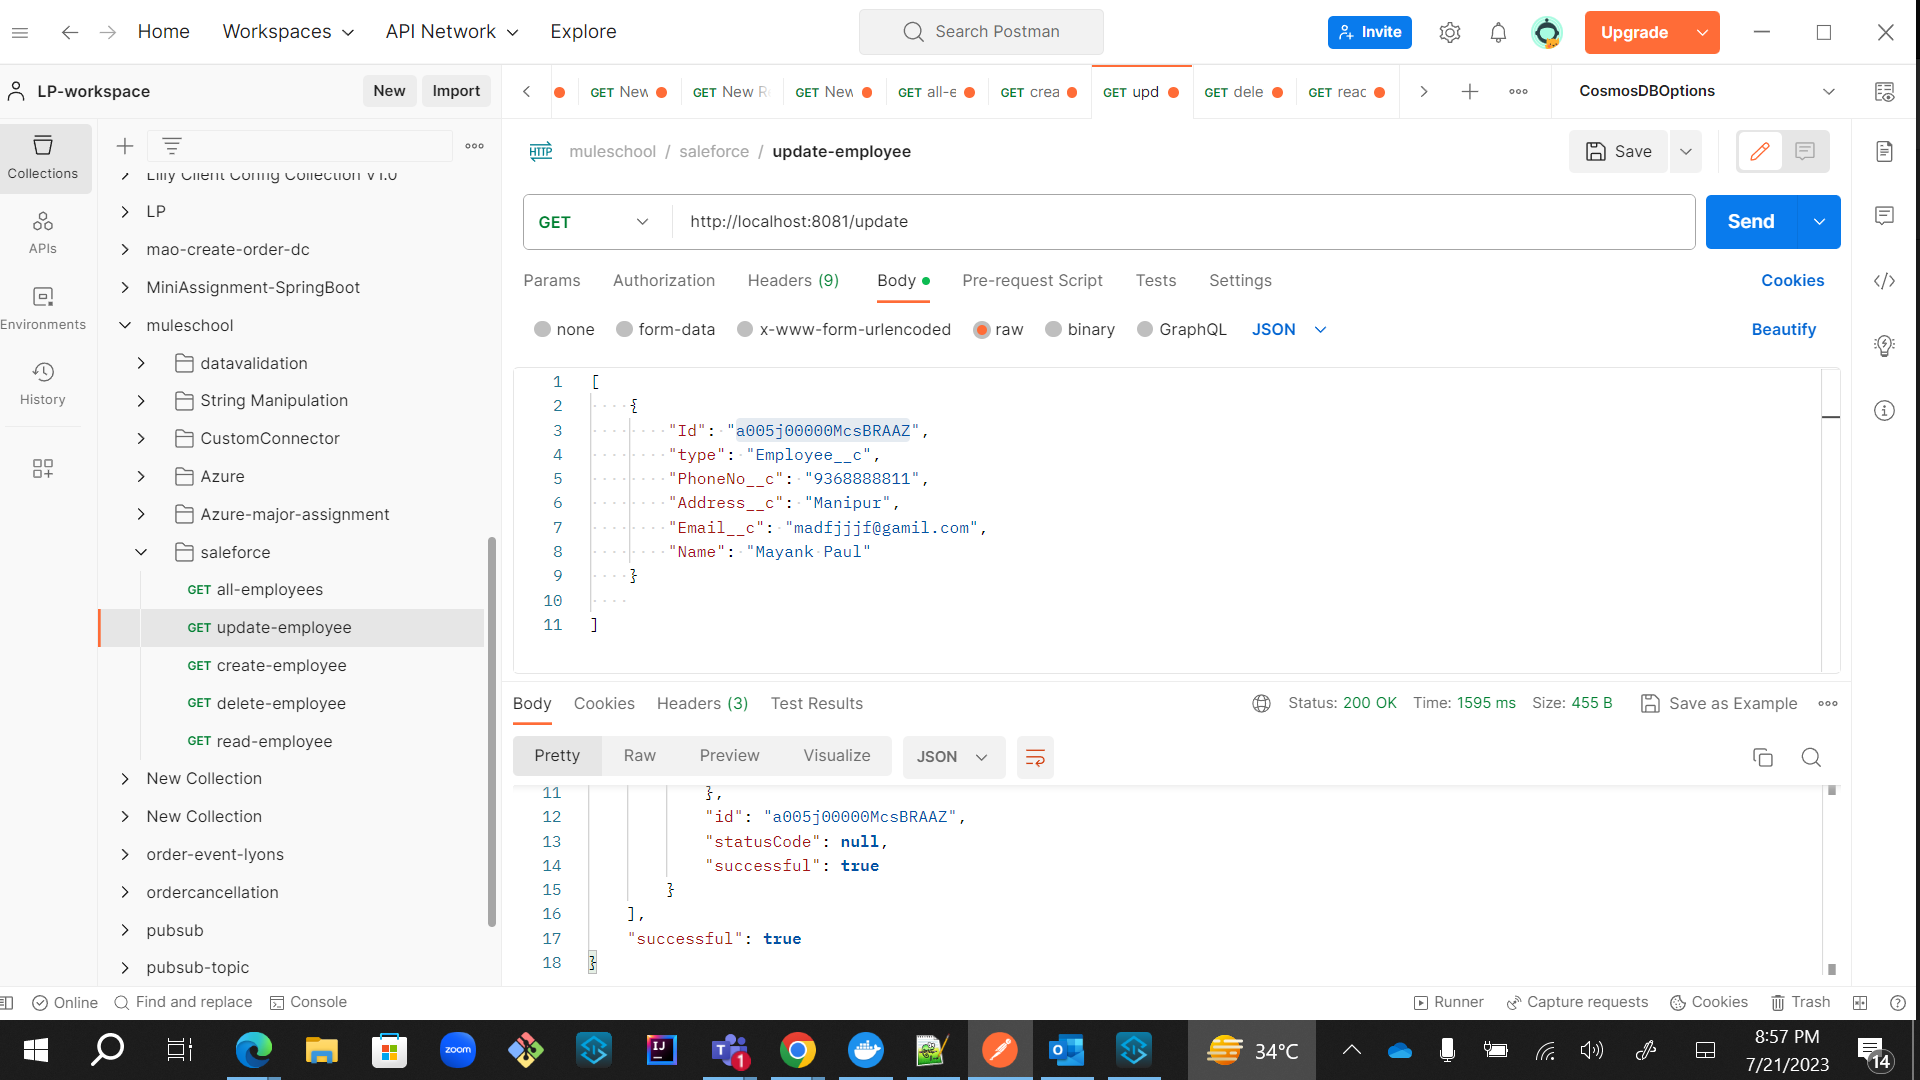 Home Workspaces API Network Explore Search Postman Invite Upgrade
LP-workspace New Import
GET New GET New R GET New GET all-e GET crea GET upd GET dele GET read CosmosDBOptions
Collections
APIs
Environments
History
Lilly Client Config Collection V1.0
LP
mao-create-order-dc
MiniAssignment-SpringBoot
muleschool
datavalidation
String Manipulation
CustomConnector
Azure
Azure-major-assignment
saleforce
GET all-employees
GET update-employee
GET create-employee
GET delete-employee
GET read-employee
New Collection
New Collection
order-event-lyons
ordercancellation
pubsub
pubsub-topic
HTTP muleschool / saleforce / update-employee Save
GET http://localhost:8081/update Send
Params Authorization Headers (9) Body Pre-request Script Tests Settings Cookies
none form-data x-www-form-urlencoded raw binary GraphQL JSON Beautify
1 [
2 {
3 "Id": "a005j00000McsBRAAZ",
4 "type": "Employee__c",
5 "PhoneNo__c": "9368888811",
6 "Address__c": "Manipur",
7 "Email__c": "madfjjjf@gamil.com",
8 "Name": "Mayank Paul"
9 }
10
11 ]
Body Cookies Headers (3) Test Results Status: 200 OK Time: 1595 ms Size: 455 B Save as Example
Pretty Raw Preview Visualize JSON
11 },
12 "id": "a005j00000McsBRAAZ",
13 "statusCode": null,
14 "successful": true
15 }
16 ],
17 "successful": true
18 }
Online Find and replace Console Runner Capture requests Cookies Trash
zoom IJ T 1 34°C 8:57 PM
7/21/2023 14